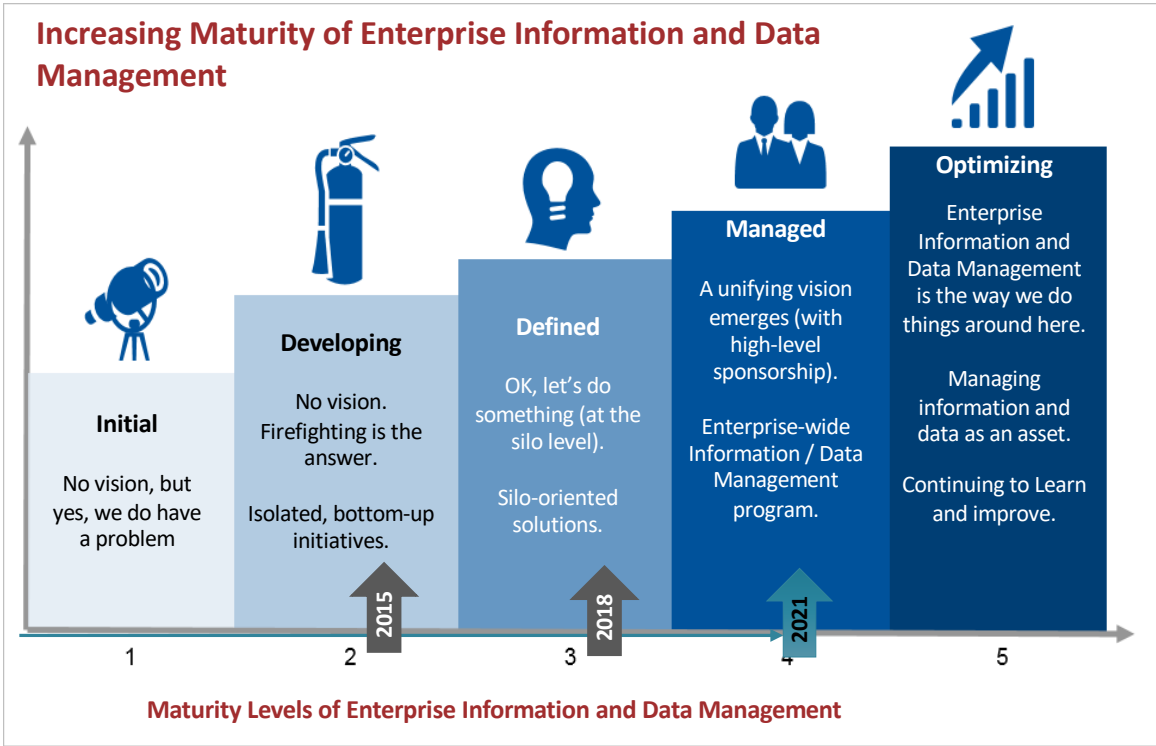 Increasing Maturity of Enterprise Information and Data
Management
Initial
No vision, but
yes, we do have
a problem
Developing
No vision.
Firefighting is the
answer.
Isolated, bottom-up
initiatives.
Defined
OK, let’s do
something (at the
silo level).
Silo-oriented
solutions.
Managed
A unifying vision
emerges (with
high-level
sponsorship).
Enterprise-wide
Information / Data
Management
program.
Optimizing
Enterprise
Information and
Data Management
is the way we do
things around here.
Managing
information and
data as an asset.
Continuing to Learn
and improve.
2015
2018
2021
1
2
3
4
5
Maturity Levels of Enterprise Information and Data Management